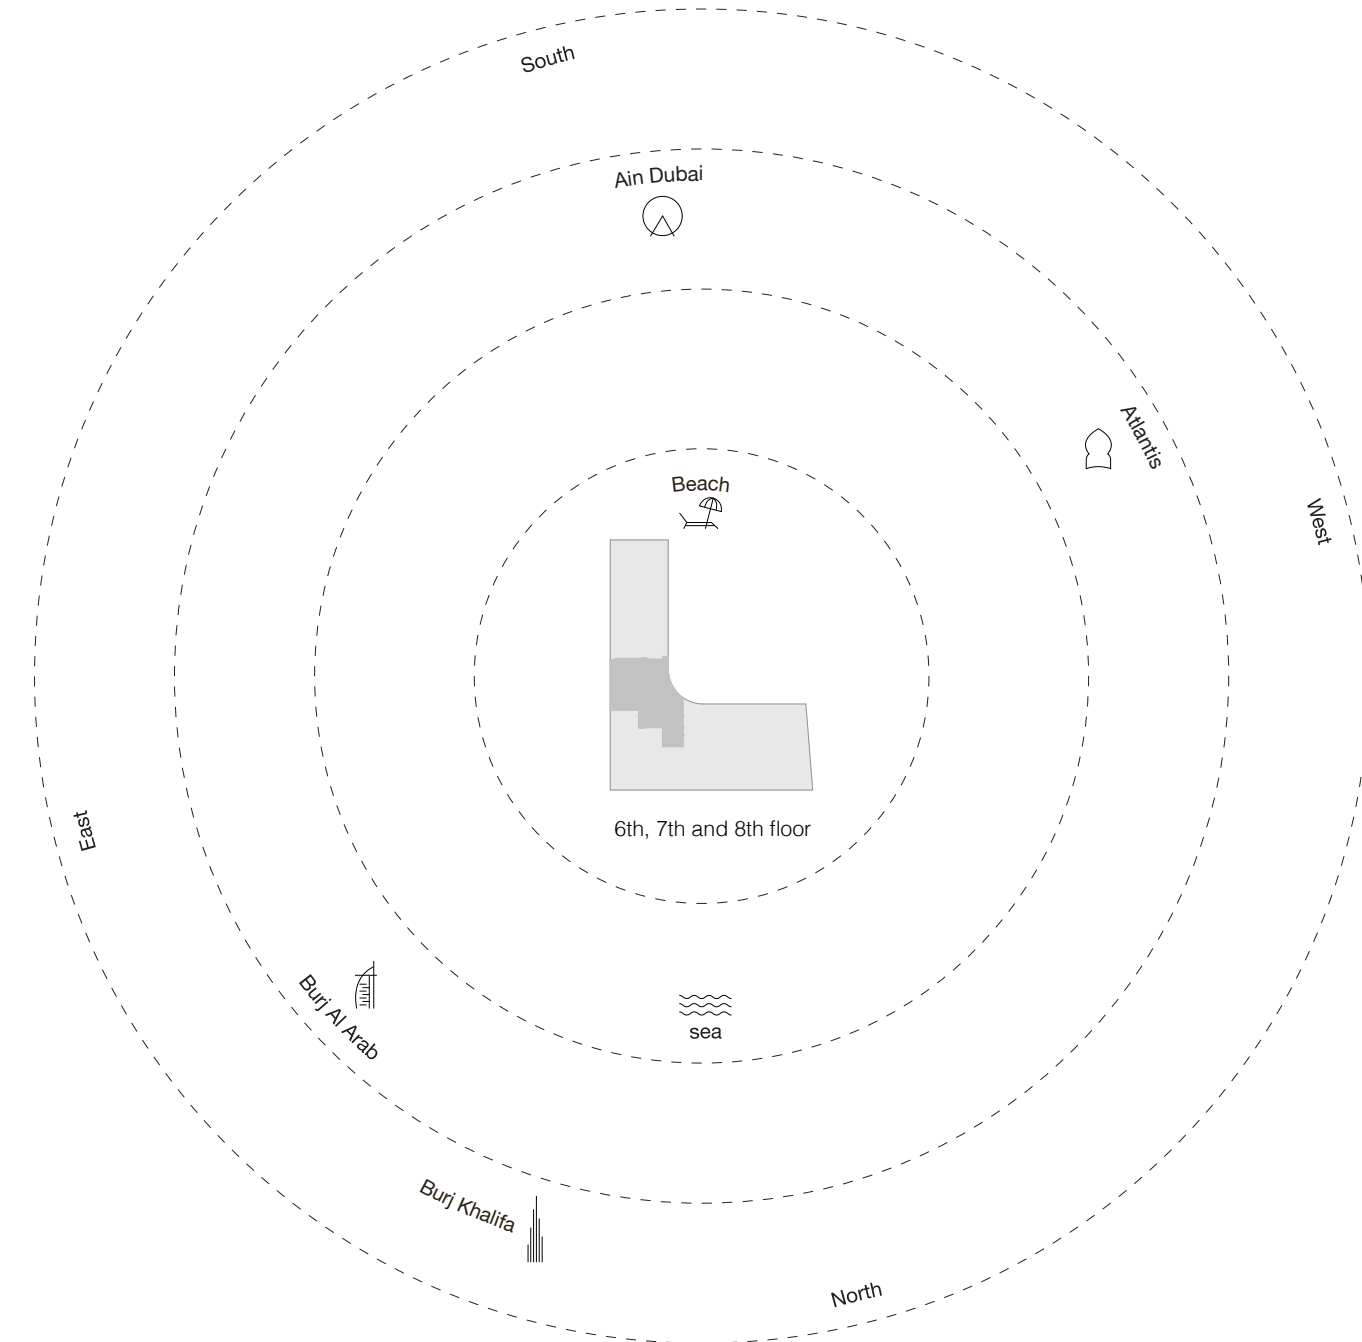 South
Ain Dubai
Atlantis
Beach
West
East
6th, 7th and 8th floor
Burj Al Arab
sea
Burj Khalifa
North